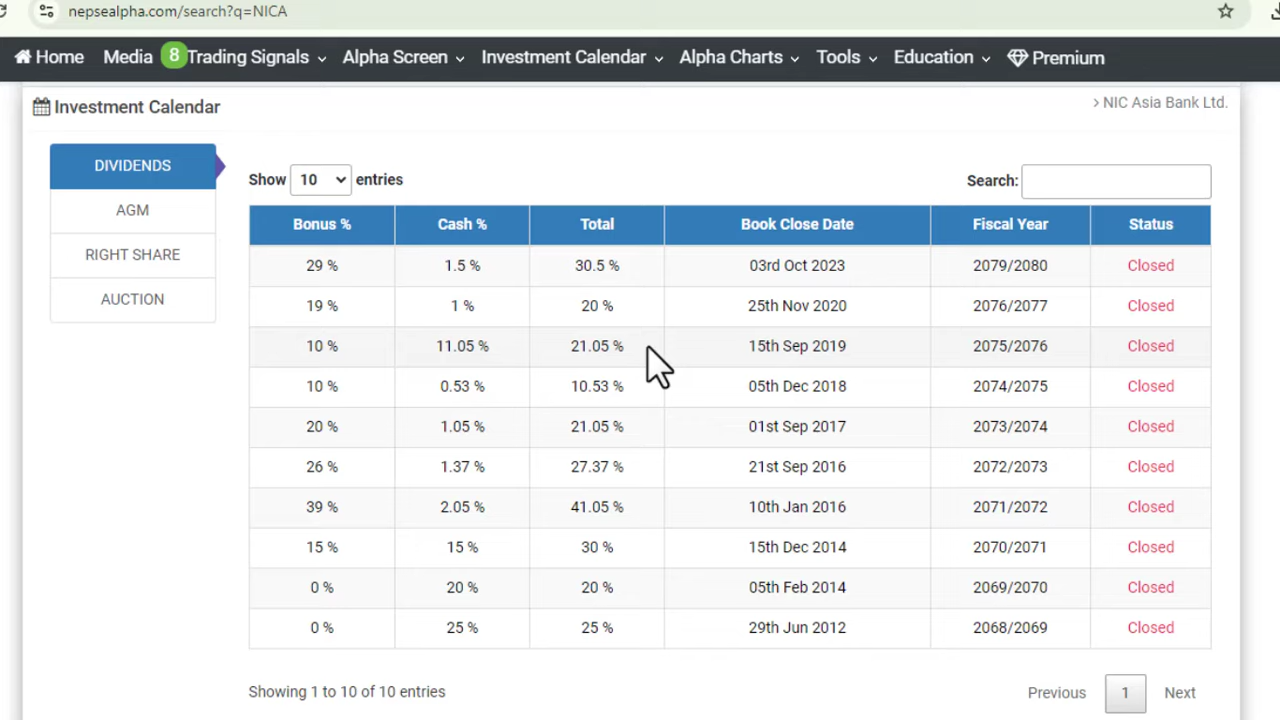 nepsealpha.com/search?q=NICA
Home Media 8 Trading Signals Alpha Screen Investment Calendar Alpha Charts Tools Education Premium
Investment Calendar
> NIC Asia Bank Ltd.
DIVIDENDS
AGM
RIGHT SHARE
AUCTION
Show 10 entries
Search:
Bonus % Cash % Total Book Close Date Fiscal Year Status
29 % 1.5 % 30.5 % 03rd Oct 2023 2079/2080 Closed
19 % 1 % 20 % 25th Nov 2020 2076/2077 Closed
10 % 11.05 % 21.05 % 15th Sep 2019 2075/2076 Closed
10 % 0.53 % 10.53 % 05th Dec 2018 2074/2075 Closed
20 % 1.05 % 21.05 % 01st Sep 2017 2073/2074 Closed
26 % 1.37 % 27.37 % 21st Sep 2016 2072/2073 Closed
39 % 2.05 % 41.05 % 10th Jan 2016 2071/2072 Closed
15 % 15 % 30 % 15th Dec 2014 2070/2071 Closed
0 % 20 % 20 % 05th Feb 2014 2069/2070 Closed
0 % 25 % 25 % 29th Jun 2012 2068/2069 Closed
Showing 1 to 10 of 10 entries
Previous 1 Next